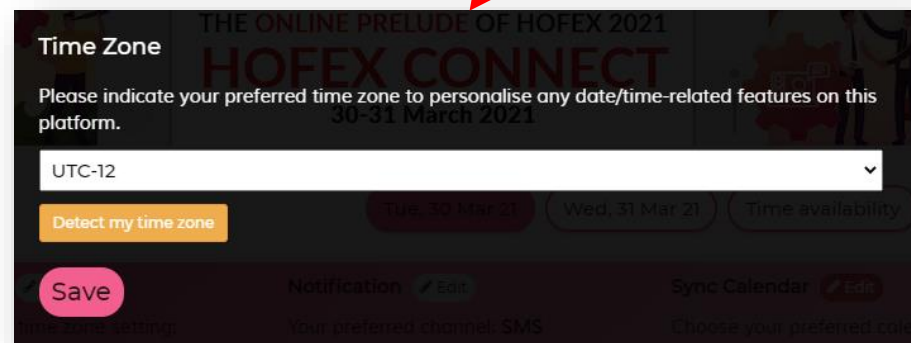 THE ONLINE PRELUDE OF HOFEX 2021
Time Zone
HOFEX CONNECT
Please indicate your preferred time zone to personalise any date/time-related features on this
platform.
30-31 March 2021
UTC-12
Detect my time zone
Tue, 30 Mar 21
Wed, 31 Mar 21
Time availability
Save
Notification Edit
Sync Calendar Edit
time zone setting:
Your preferred channel: SMS
Choose your preferred